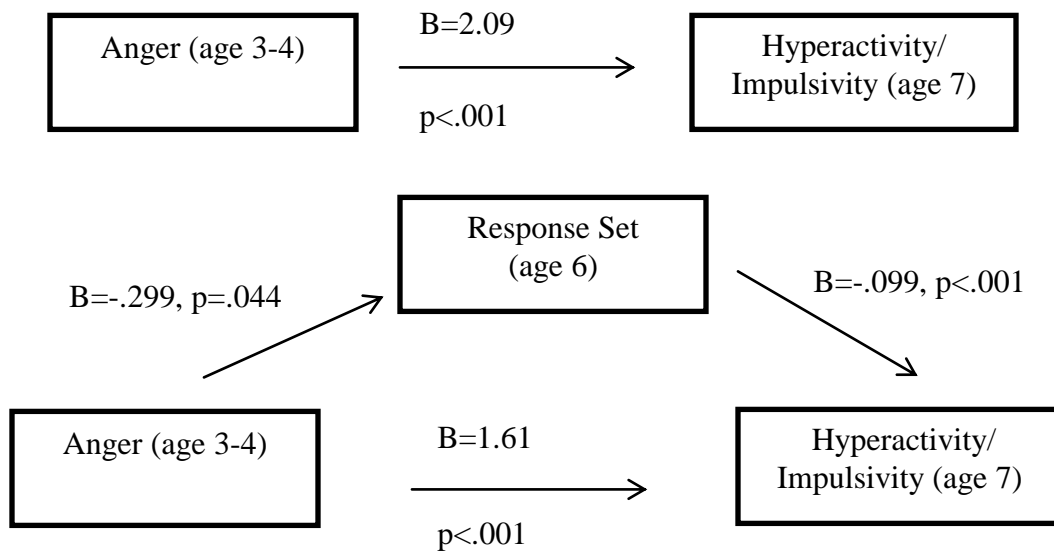 Anger (age 3-4)
B=2.09
p<.001
Hyperactivity/
Impulsivity (age 7)
Response Set
(age 6)
B=-.299, p=.044
B=-.099, p<.001
Anger (age 3-4)
B=1.61
p<.001
Hyperactivity/
Impulsivity (age 7)